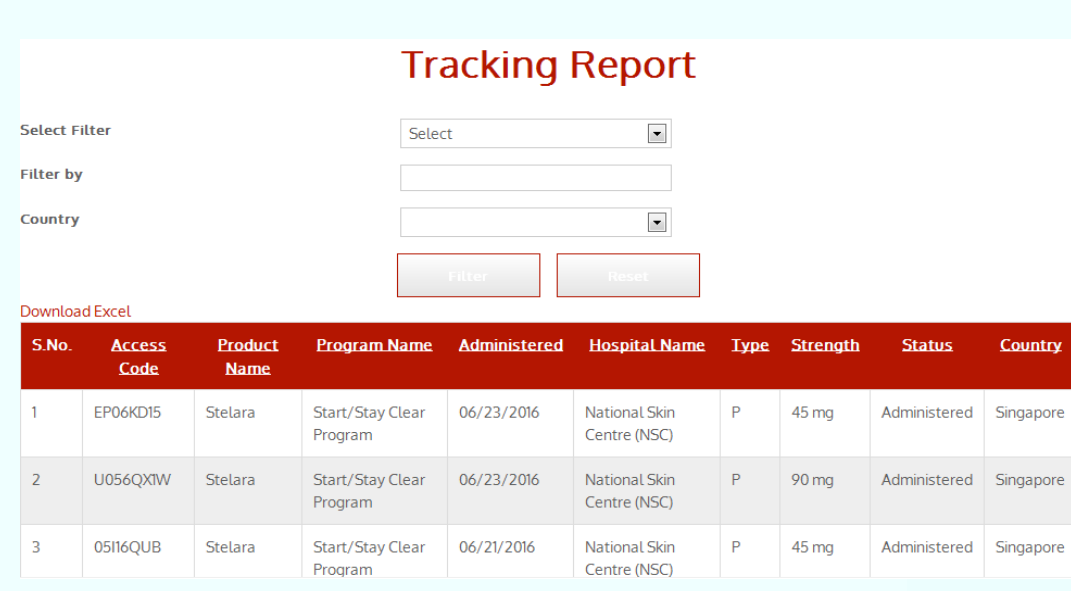 Tracking Report
Select Filter Select
Filter by
Country
Filter Reset
Download Excel
S.No. Access Code Product Name Program Name Administered Hospital Name Type Strength Status Country
1 EP06KD15 Stelara Start/Stay Clear Program 06/23/2016 National Skin Centre (NSC) P 45 mg Administered Singapore
2 U056QX1W Stelara Start/Stay Clear Program 06/23/2016 National Skin Centre (NSC) P 90 mg Administered Singapore
3 05I16QUB Stelara Start/Stay Clear Program 06/21/2016 National Skin Centre (NSC) P 45 mg Administered Singapore